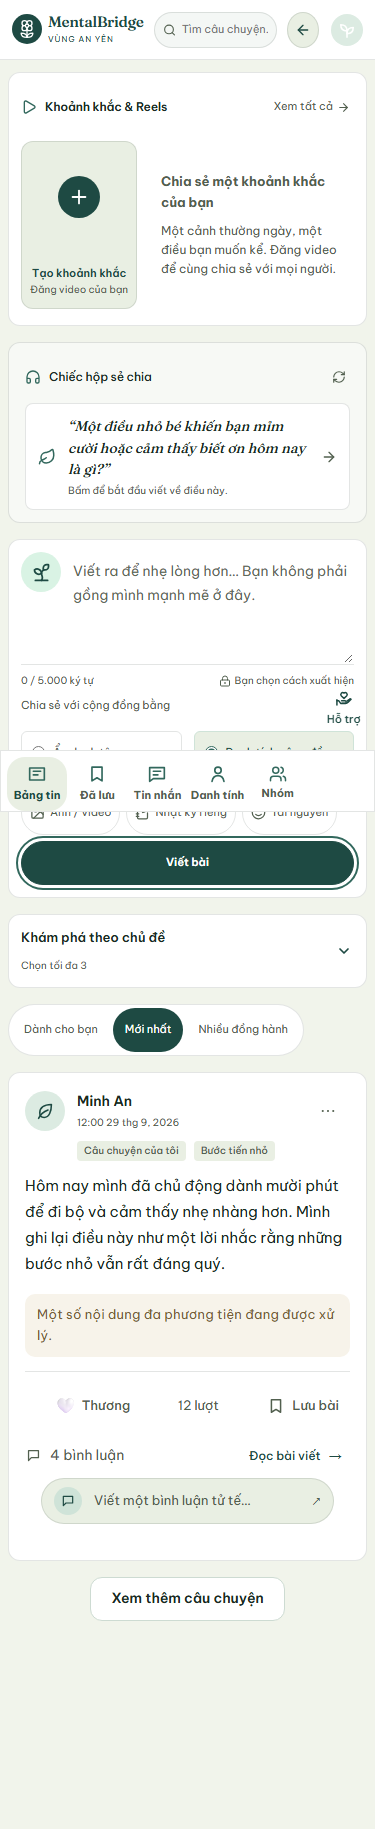 MentalBridge
VÙNG AN YÊN
Tìm câu chuyện.
Khoảnh khắc & Reels
Xem tất cả →
Tạo khoảnh khắc
Đăng video của bạn
Chia sẻ một khoảnh khắc
của bạn
Một cảnh thường ngày, một
điều bạn muốn kể. Đăng video
để cùng chia sẻ với mọi người.
Chiếc hộp sẻ chia
“Một điều nhỏ bé khiến bạn mỉm
cười hoặc cảm thấy biết ơn hôm nay
là gì?”
Bấm để bắt đầu viết về điều này.
Viết ra để nhẹ lòng hơn... Bạn không phải
gồng mình mạnh mẽ ở đây.
0 / 5.000 ký tự
Bạn chọn cách xuất hiện
Chia sẻ với cộng đồng bằng
Hỗ trợ
Bảng tin
Đã lưu
Tin nhắn
Danh tính
Nhóm
Ảnh / video
Nhật ký riêng
Tài nguyên
Viết bài
Khám phá theo chủ đề
Chọn tối đa 3
Dành cho bạn
Mới nhất
Nhiều đồng hành
Minh An
12:00 29 thg 9, 2026
Câu chuyện của tôi
Bước tiến nhỏ
Hôm nay mình đã chủ động dành mười phút
để đi bộ và cảm thấy nhẹ nhàng hơn. Mình
ghi lại điều này như một lời nhắc rằng những
bước nhỏ vẫn rất đáng quý.
Một số nội dung đa phương tiện đang được xử
lý.
Thương
12 lượt
Lưu bài
4 bình luận
Đọc bài viết →
Viết một bình luận tử tế...
Xem thêm câu chuyện